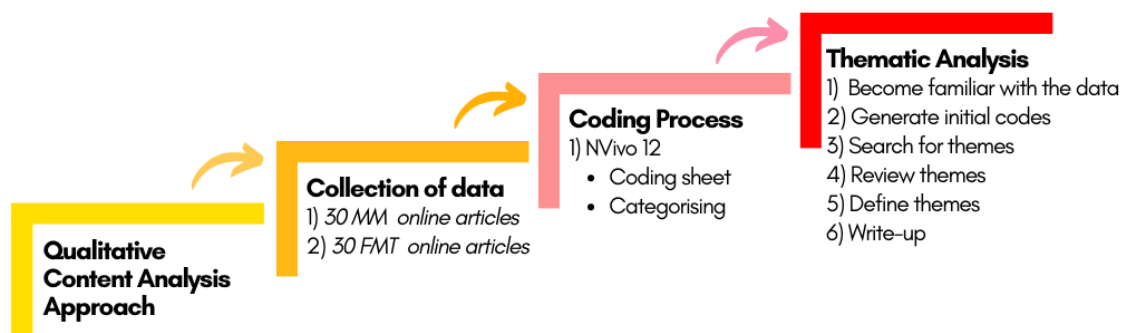 Qualitative
Content Analysis
Approach
Collection of data
1) 30 MM online articles
2) 30 FMT online articles
Coding Process
1) NVivo 12
• Coding sheet
• Categorising
Thematic Analysis
1) Become familiar with the data
2) Generate initial codes
3) Search for themes
4) Review themes
5) Define themes
6) Write-up